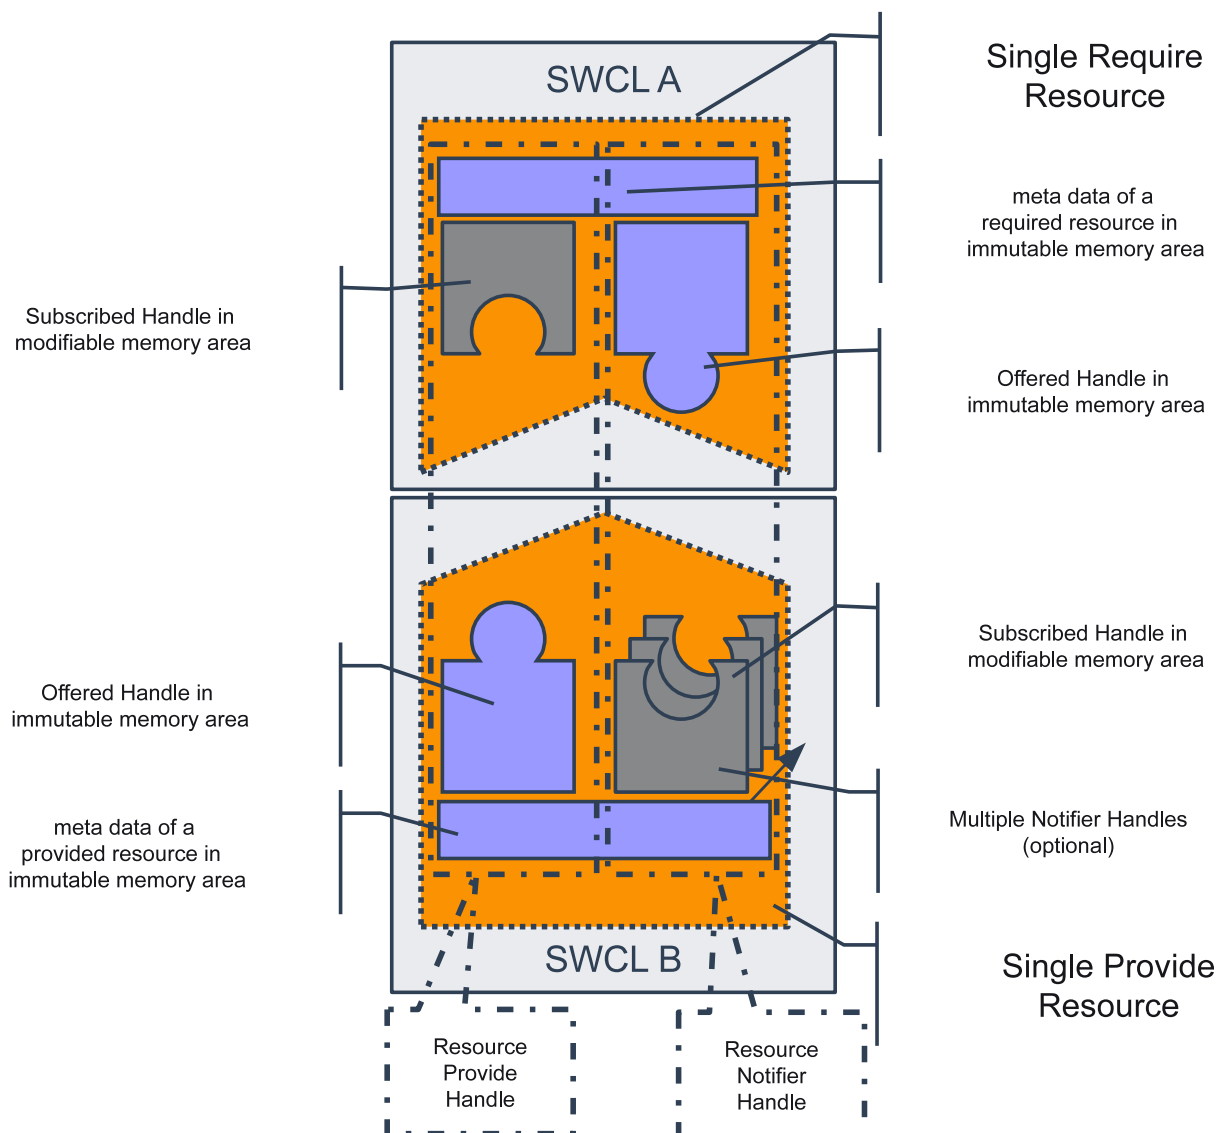 SWCL A
Single Require
Resource
meta data of a
required resource in
immutable memory area
Subscribed Handle in
modifiable memory area
Offered Handle in
immutable memory area
Subscribed Handle in
modifiable memory area
Offered Handle in
immutable memory area
Multiple Notifier Handles
(optional)
meta data of a
provided resource in
immutable memory area
SWCL B
Single Provide
Resource
Resource
Provide
Handle
Resource
Notifier
Handle